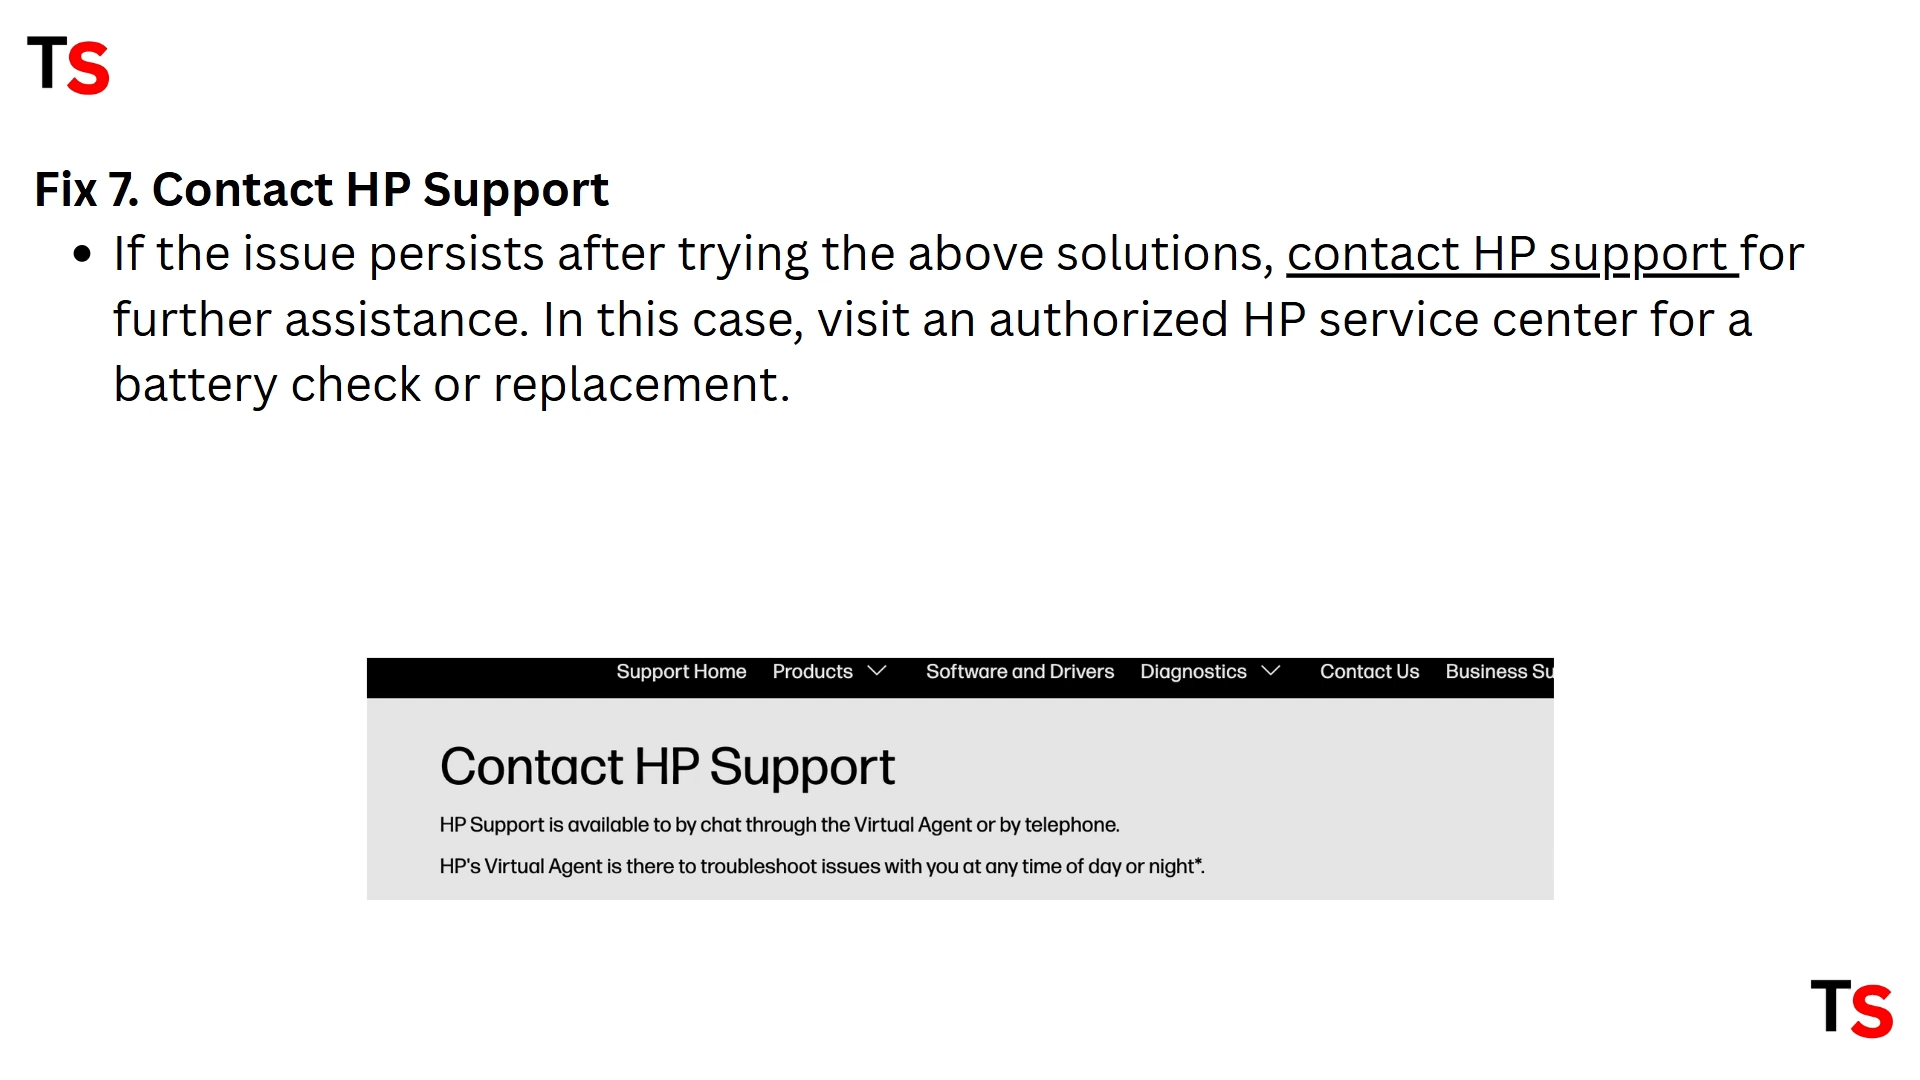 TS
Fix 7. Contact HP Support
• If the issue persists after trying the above solutions, contact HP support for
further assistance. In this case, visit an authorized HP service center for a
battery check or replacement.
Support Home Products Software and Drivers Diagnostics Contact Us Business Su
Contact HP Support
HP Support is available to by chat through the Virtual Agent or by telephone.
HP's Virtual Agent is there to troubleshoot issues with you at any time of day or night*.
TS